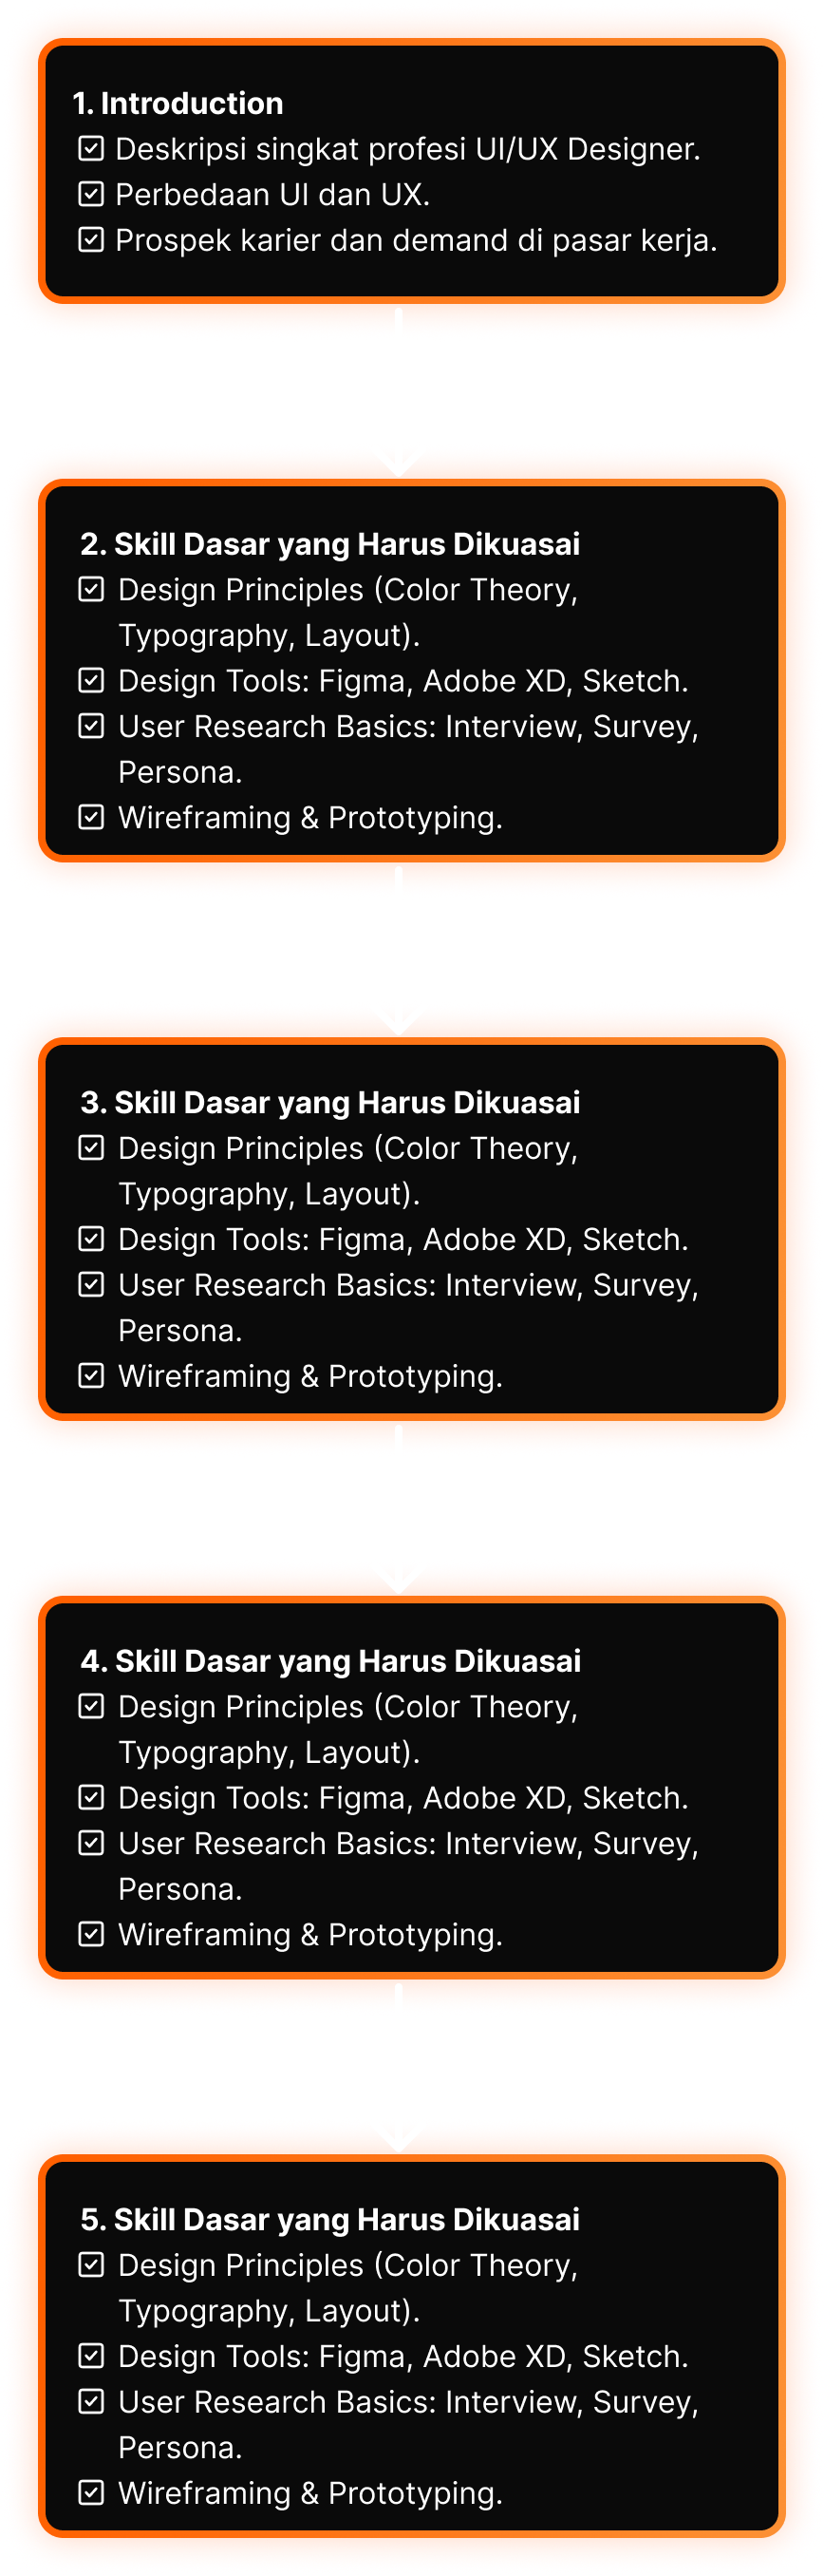 1. Introduction
Deskripsi singkat profesi UI/UX Designer.
Perbedaan UI dan UX.
Prospek karier dan demand di pasar kerja.
2. Skill Dasar yang Harus Dikuasai
Design Principles (Color Theory,
Typography, Layout).
Design Tools: Figma, Adobe XD, Sketch.
User Research Basics: Interview, Survey,
Persona.
Wireframing & Prototyping.
3. Skill Dasar yang Harus Dikuasai
Design Principles (Color Theory,
Typography, Layout).
Design Tools: Figma, Adobe XD, Sketch.
User Research Basics: Interview, Survey,
Persona.
Wireframing & Prototyping.
4. Skill Dasar yang Harus Dikuasai
Design Principles (Color Theory,
Typography, Layout).
Design Tools: Figma, Adobe XD, Sketch.
User Research Basics: Interview, Survey,
Persona.
Wireframing & Prototyping.
5. Skill Dasar yang Harus Dikuasai
Design Principles (Color Theory,
Typography, Layout).
Design Tools: Figma, Adobe XD, Sketch.
User Research Basics: Interview, Survey,
Persona.
Wireframing & Prototyping.